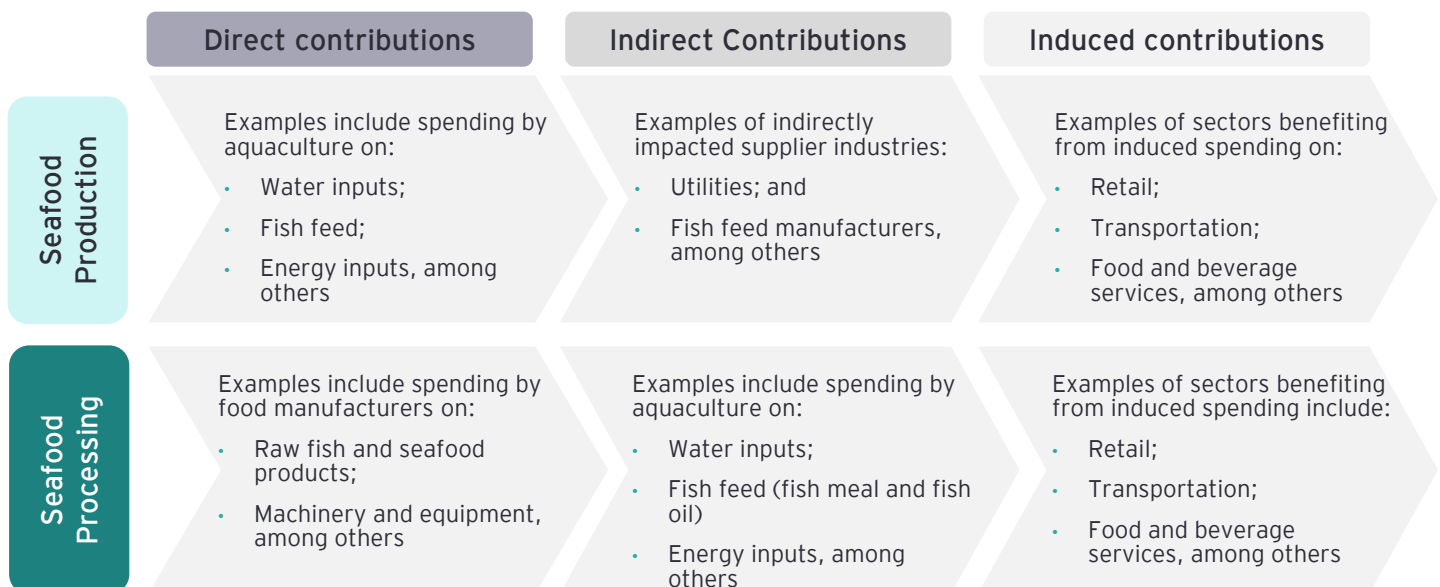 Direct contributions
Indirect Contributions
Induced contributions
Seafood
Production
Examples include spending by
aquaculture on:
• Water inputs;
• Fish feed;
• Energy inputs, among
others
Examples of indirectly
impacted supplier industries:
• Utilities; and
• Fish feed manufacturers,
among others
Examples of sectors benefiting
from induced spending on:
• Retail;
• Transportation;
• Food and beverage
services, among others
Seafood
Processing
Examples include spending by
food manufacturers on:
• Raw fish and seafood
products;
• Machinery and equipment,
among others
Examples include spending by
aquaculture on:
• Water inputs;
• Fish feed (fish meal and fish
oil)
• Energy inputs, among
others
Examples of sectors benefiting
from induced spending include:
• Retail;
• Transportation;
• Food and beverage
services, among others